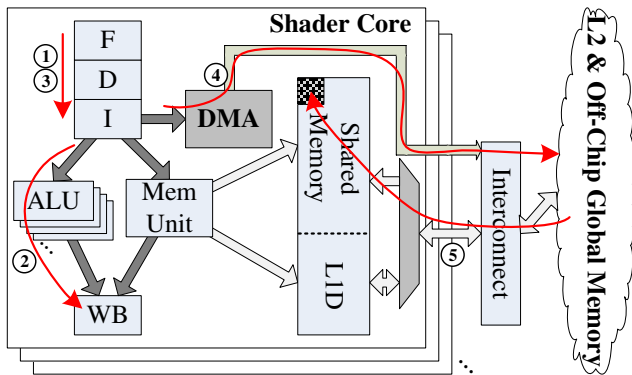 Shader Core
F
D
I
①
③
④
DMA
Shared
Memory
ALU
...
Mem
Unit
②
WB
L1D
⑤
Interconnect
L2 & Off-Chip Global Memory
...